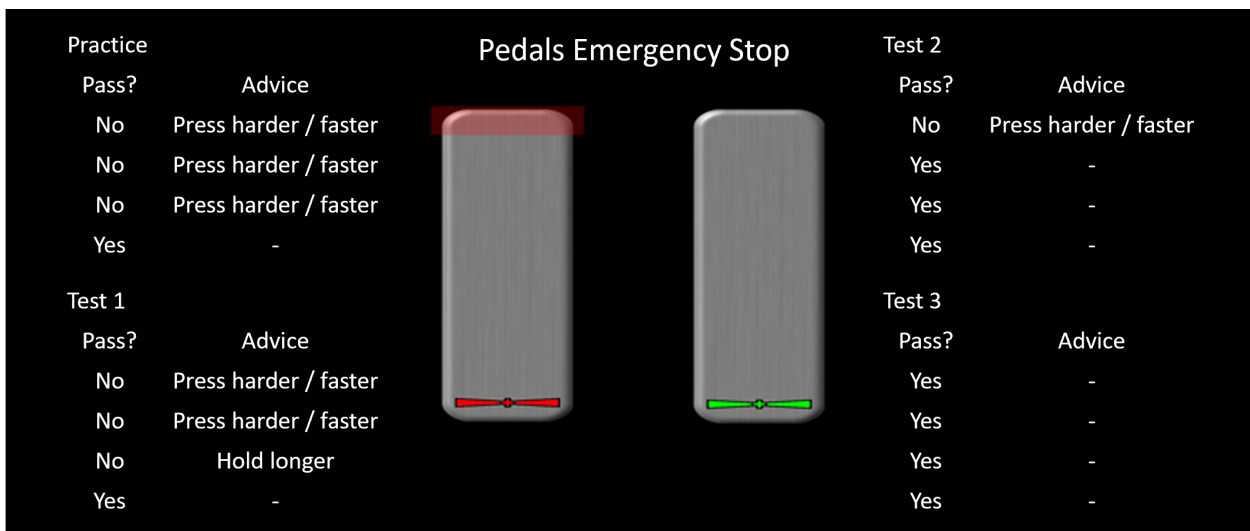 Pedals Emergency Stop
Practice
Pass? Advice
No Press harder / faster
No Press harder / faster
No Press harder / faster
Yes -
Test 1
Pass? Advice
No Press harder / faster
No Press harder / faster
No Hold longer
Yes -
Test 2
Pass? Advice
No Press harder / faster
Yes -
Yes -
Yes -
Test 3
Pass? Advice
Yes -
Yes -
Yes -
Yes -